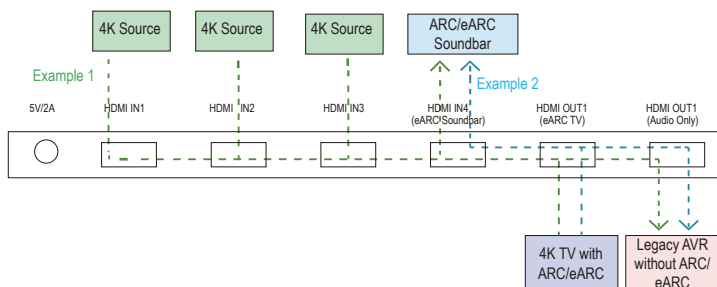 4K Source
4K Source
4K Source
ARC/eARC
Soundbar
Example 1
Example 2
5V/2A
HDMI IN1
HDMI IN2
HDMI IN3
HDMI IN4
(eARC Soundbar)
HDMI OUT1
(eARC TV)
HDMI OUT1
(Audio Only)
4K TV with
ARC/eARC
Legacy AVR
without ARC/
eARC